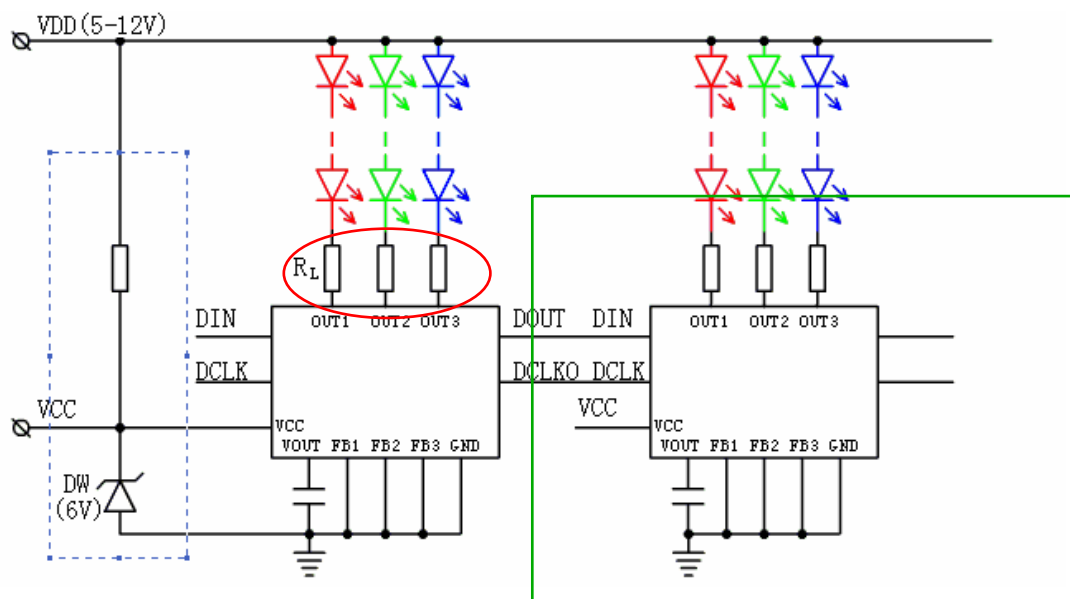 VDD(5-12V)
RL
OUT1 OUT2 OUT3
OUT1 OUT2 OUT3
DIN
DOUT DIN
DCLK
DCLKO DCLK
VCC
VCC
VCC
VCC
VOUT FB1 FB2 FB3 GND
VOUT FB1 FB2 FB3 GND
DW
(6V)